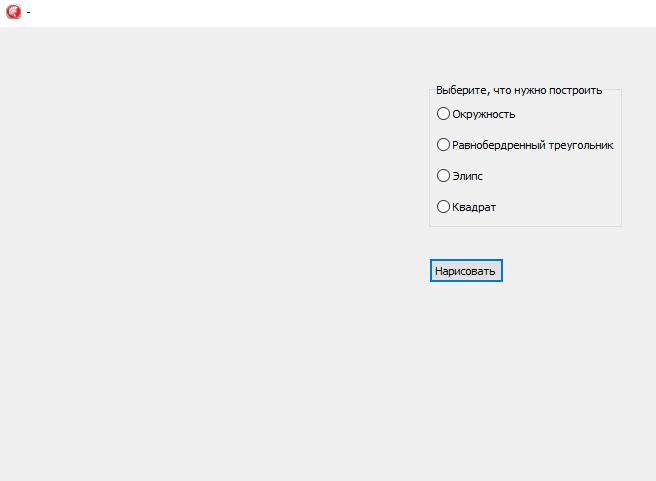 -
Выберите, что нужно построить
Окружность
Равнобердренный треугольник
Элипс
Квадрат
Нарисовать